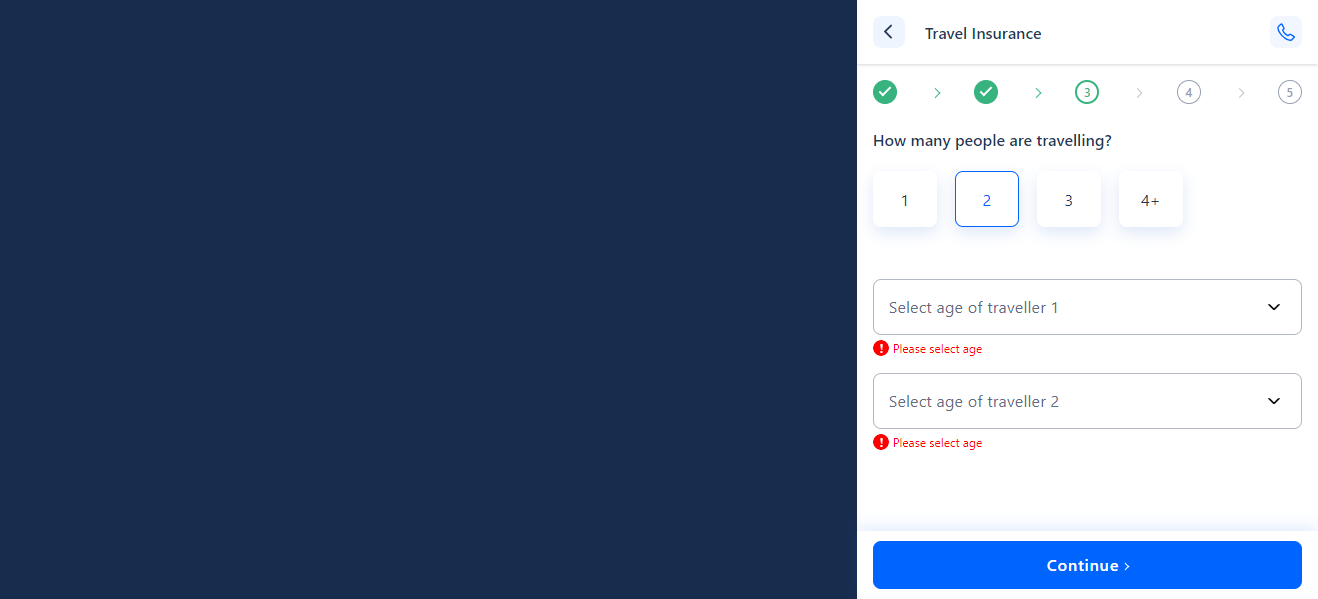 Travel Insurance
3
4
5
How many people are travelling?
1
2
3
4+
Select age of traveller 1
Please select age
Select age of traveller 2
Please select age
Continue ›